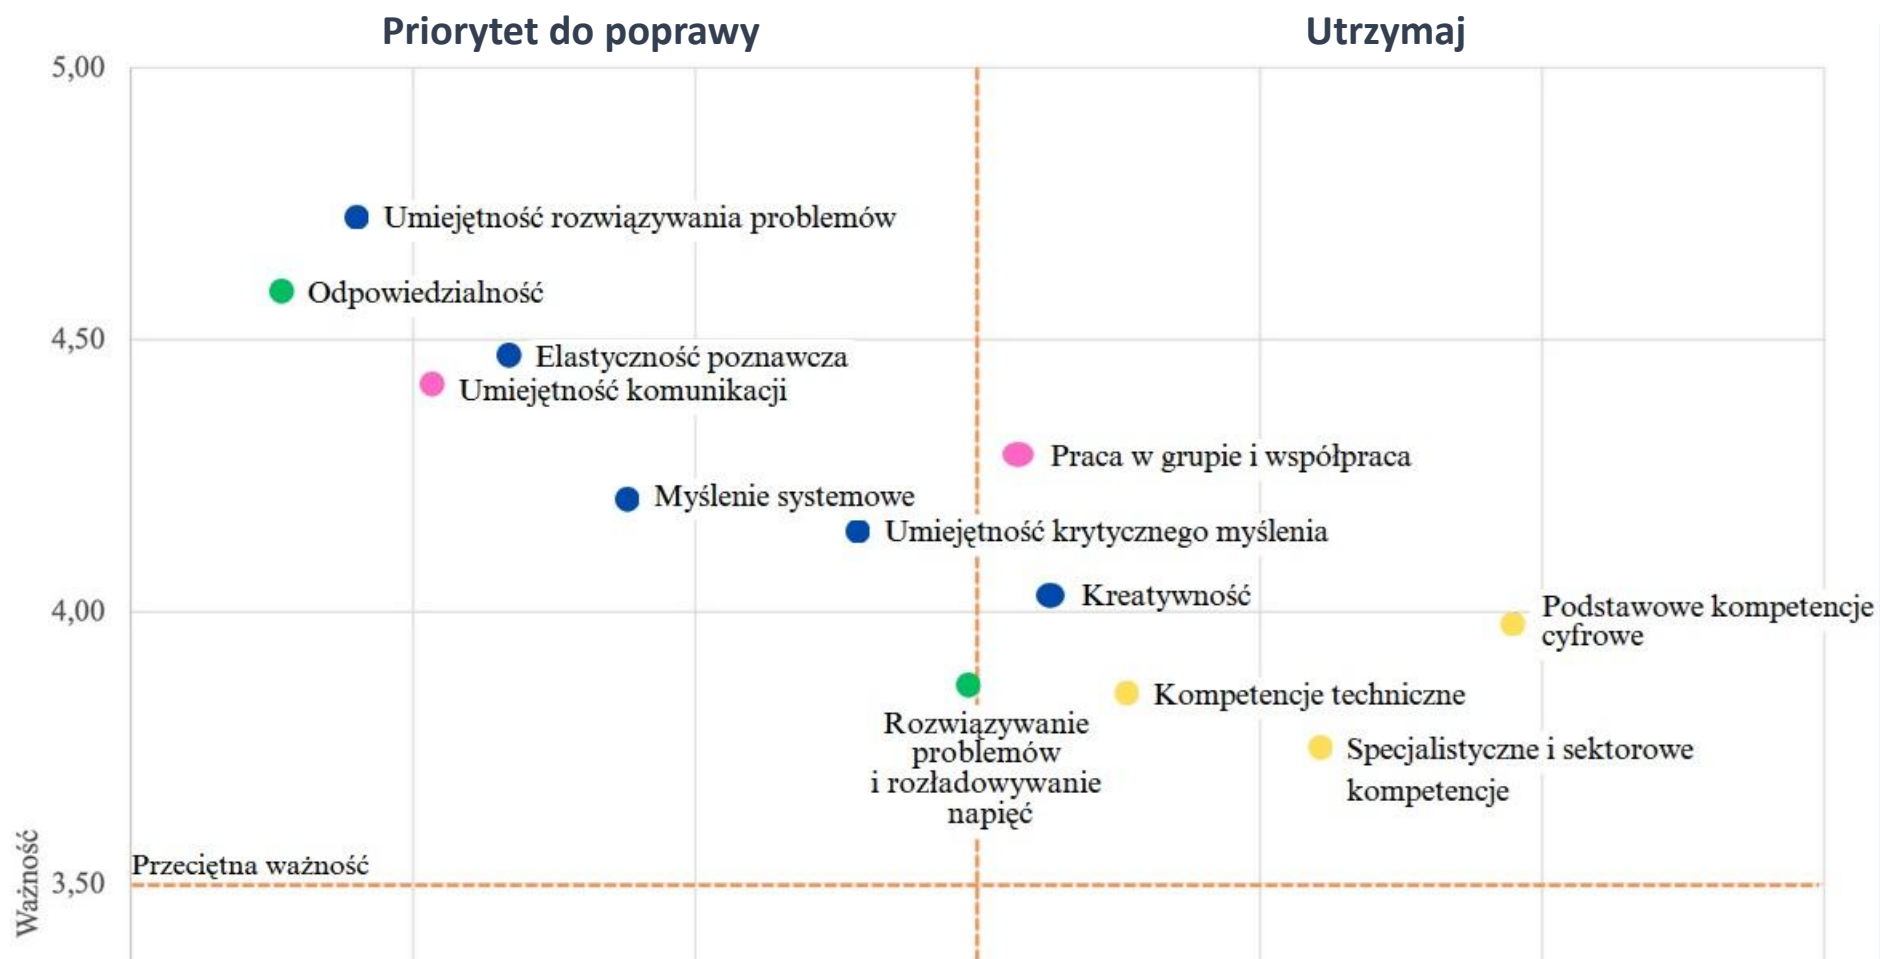 Priorytet do poprawy
Utrzymaj
5,00
Umiejętność rozwiązywania problemów
Odpowiedzialność
4,50
Elastyczność poznawcza
Umiejętność komunikacji
Praca w grupie i współpraca
Myślenie systemowe
Umiejętność krytycznego myślenia
Kreatywność
4,00
Podstawowe kompetencje
cyfrowe
Kompetencje techniczne
Rozwiązywanie
problemów
i rozładowywanie
napięć
Specjalistyczne i sektorowe
kompetencje
Przeciętna ważność
3,50
Ważność